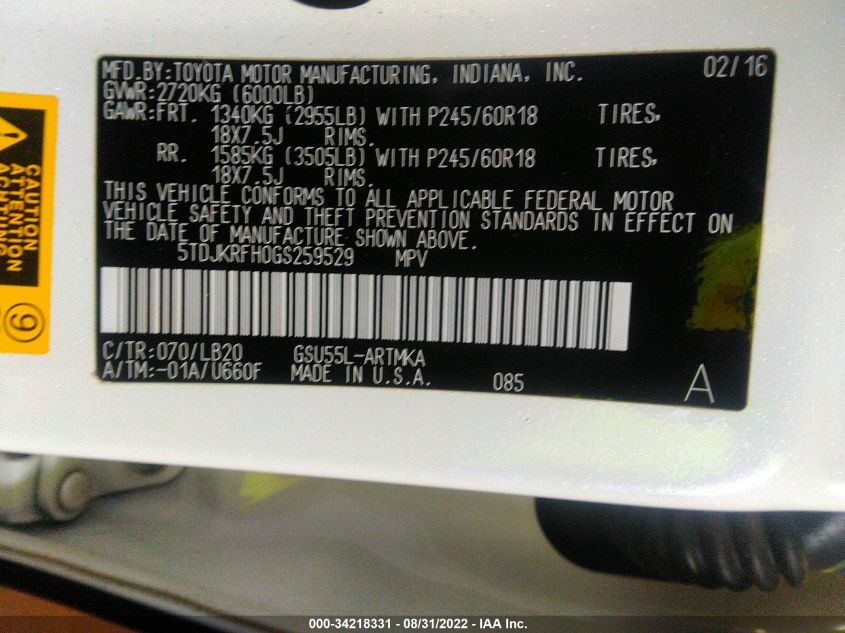 MFD.BY:TOYOTA MOTOR MANUFACTURING, INDIANA, INC. 02/16
GVWR:2720KG (6000LB)
GAWR:FRT. 1340KG (2955LB) WITH P245/60R18 TIRES,
18X7.5J RIMS.
RR. 1585KG (3505LB) WITH P245/60R18 TIRES,
18X7.5J RIMS.
THIS VEHICLE CONFORMS TO ALL APPLICABLE FEDERAL MOTOR
VEHICLE SAFETY AND THEFT PREVENTION STANDARDS IN EFFECT ON
THE DATE OF MANUFACTURE SHOWN ABOVE.
5TDJKRFH0GS259529 MPV
C/TR:070/LB20 GSU55L-ARTMKA
A/TM:-01A/U660F MADE IN U.S.A. 085
A
CAUTION
ATTENTION
ACHTUNG
9
000-34218331 - 08/31/2022 - IAA Inc.